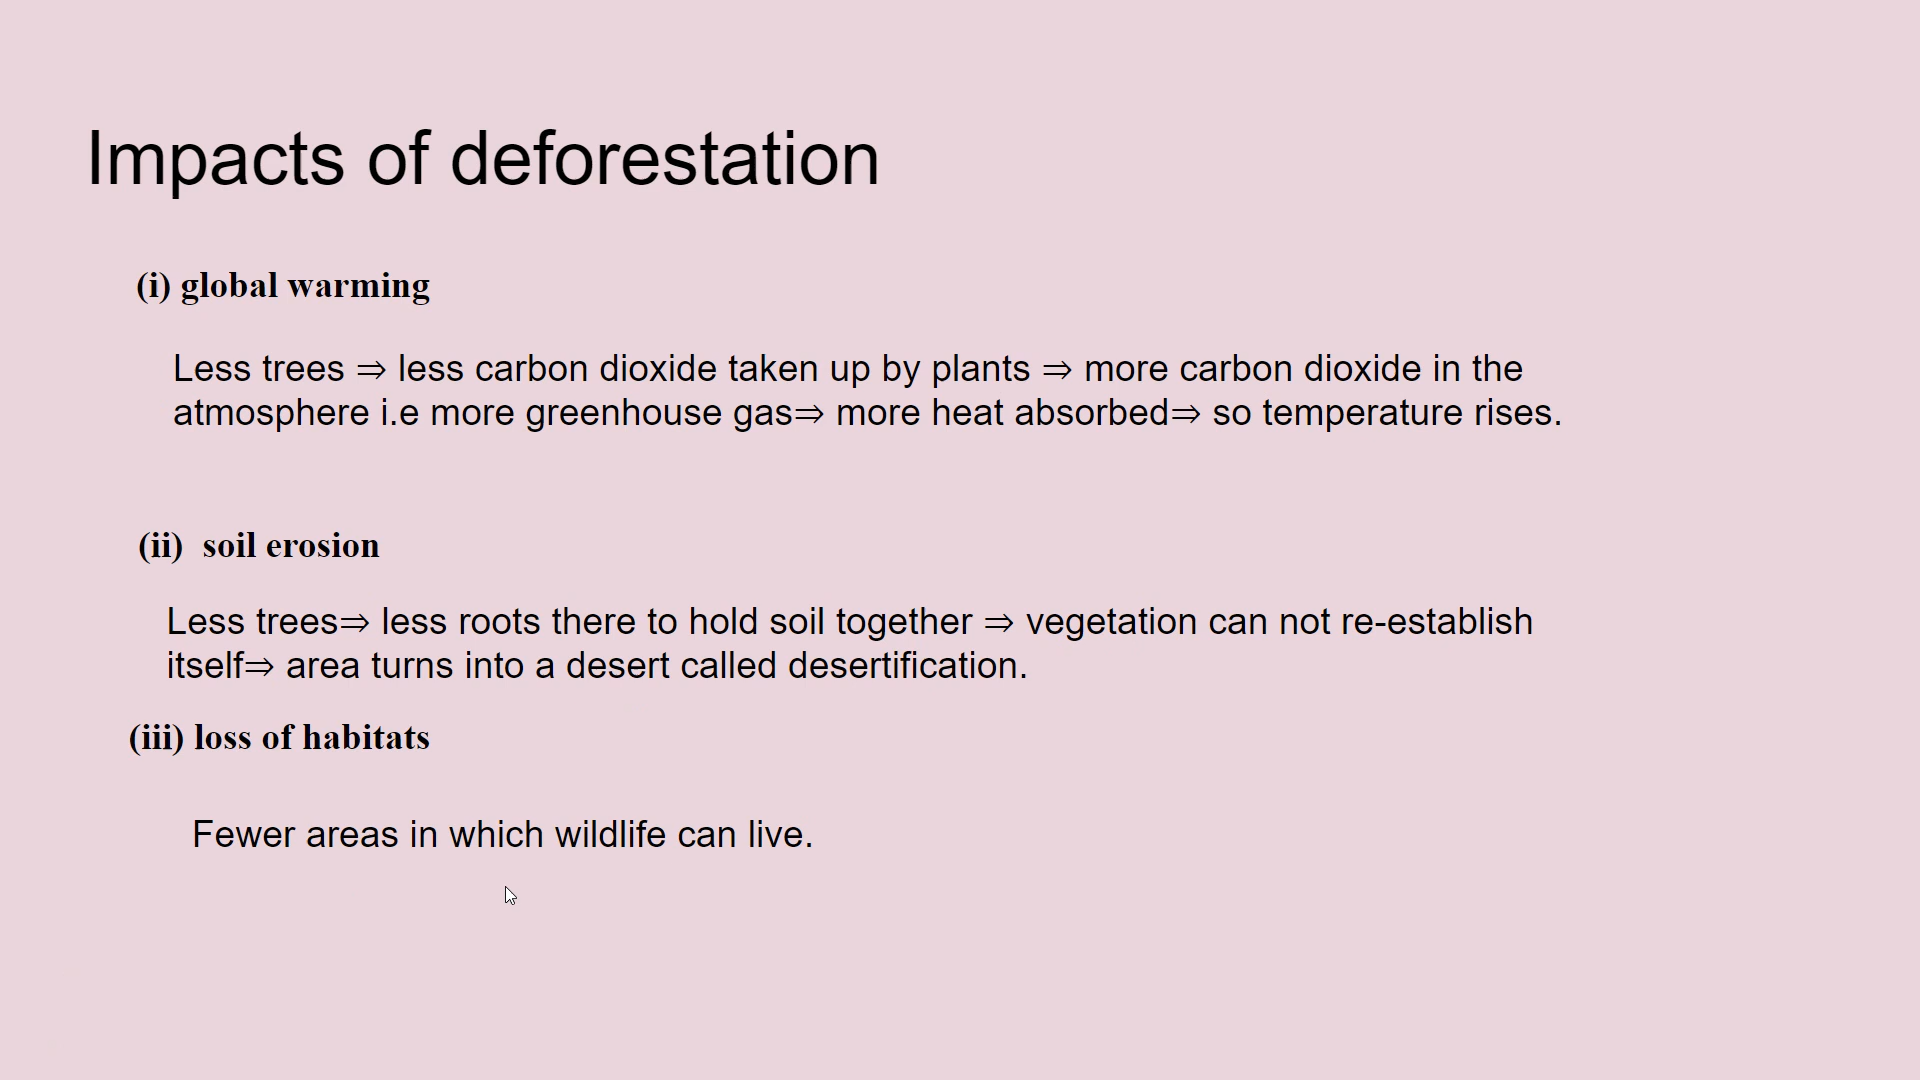 Impacts of deforestation
(i) global warming
Less trees ⇒ less carbon dioxide taken up by plants ⇒ more carbon dioxide in the
atmosphere i.e more greenhouse gas⇒ more heat absorbed⇒ so temperature rises.
(ii) soil erosion
Less trees⇒ less roots there to hold soil together ⇒ vegetation can not re-establish
itself⇒ area turns into a desert called desertification.
(iii) loss of habitats
Fewer areas in which wildlife can live.